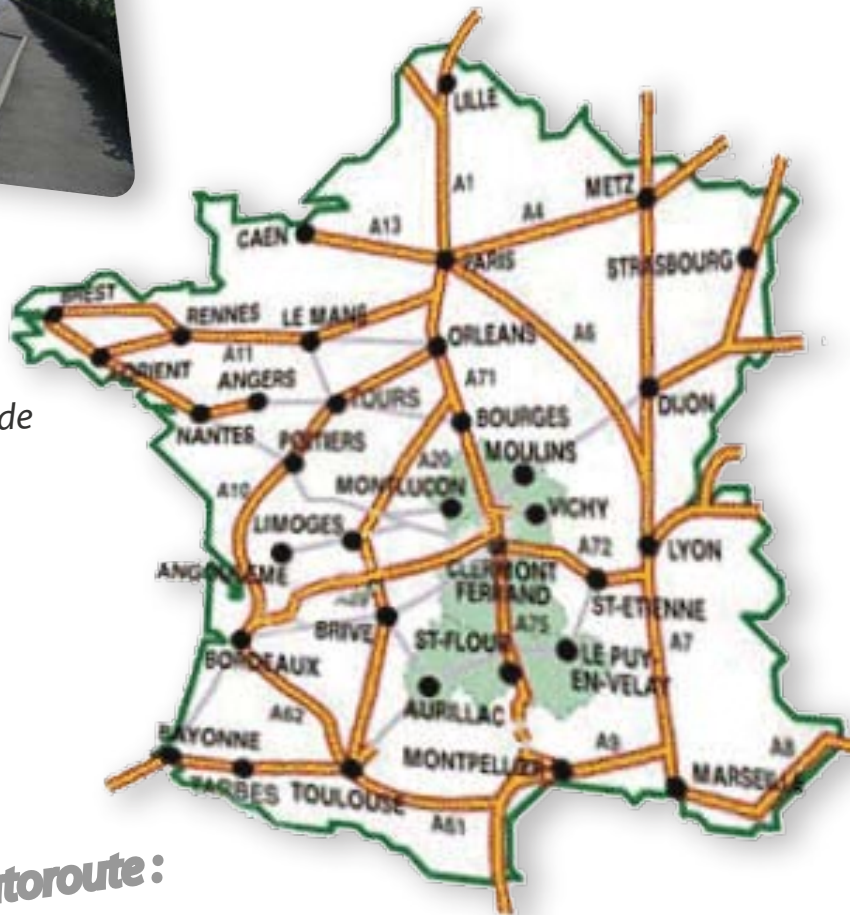 LILLE
A1
METZ
A4
CAEN
A13
PARIS
STRASBOURG
BREST
RENNES
LE MANS
ORLEANS
A6
A11
LORIENT
ANGERS
A71
TOURS
DIJON
de
NANTES
BOURGES
POITIERS
MOULINS
A20
A10
MONTLUCON
VICHY
LIMOGES
A72
LYON
ANGOULEME
CLERMONT
FERRAND
ST-ETIENNE
A75
BRIVE
ST-FLOUR
A7
LE PUY
EN-VELAY
BORDEAUX
AURILLAC
A62
BAYONNE
A9
A8
MONTPELLIER
MARSEILLE
TARBES
TOULOUSE
A61
utoroute :